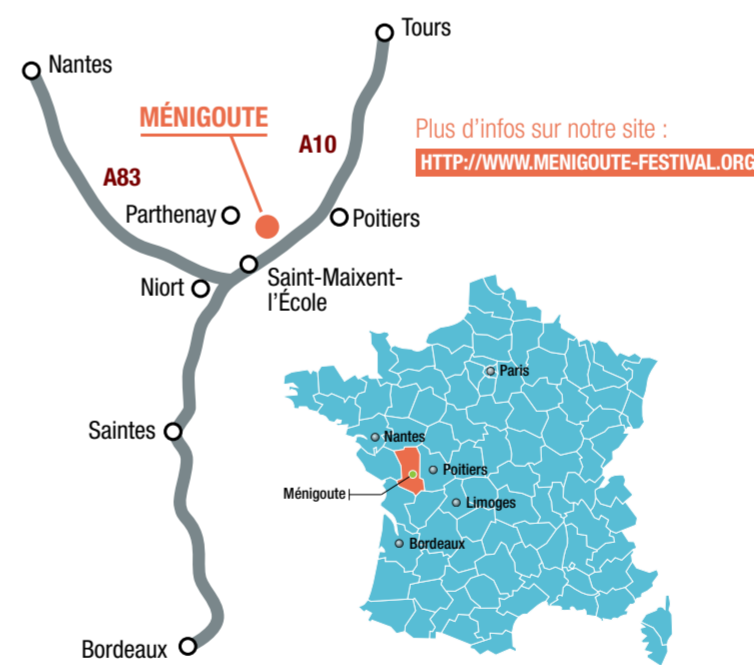 Tours
Nantes
MÉNIGOUTE
A10
Plus d'infos sur notre site :
HTTP://WWW.MENIGOUTE-FESTIVAL.ORG
A83
Parthenay
Poitiers
Niort
Saint-Maixent-
l'École
Saintes
Bordeaux
Paris
Nantes
Poitiers
Ménigoute
Limoges
Bordeaux